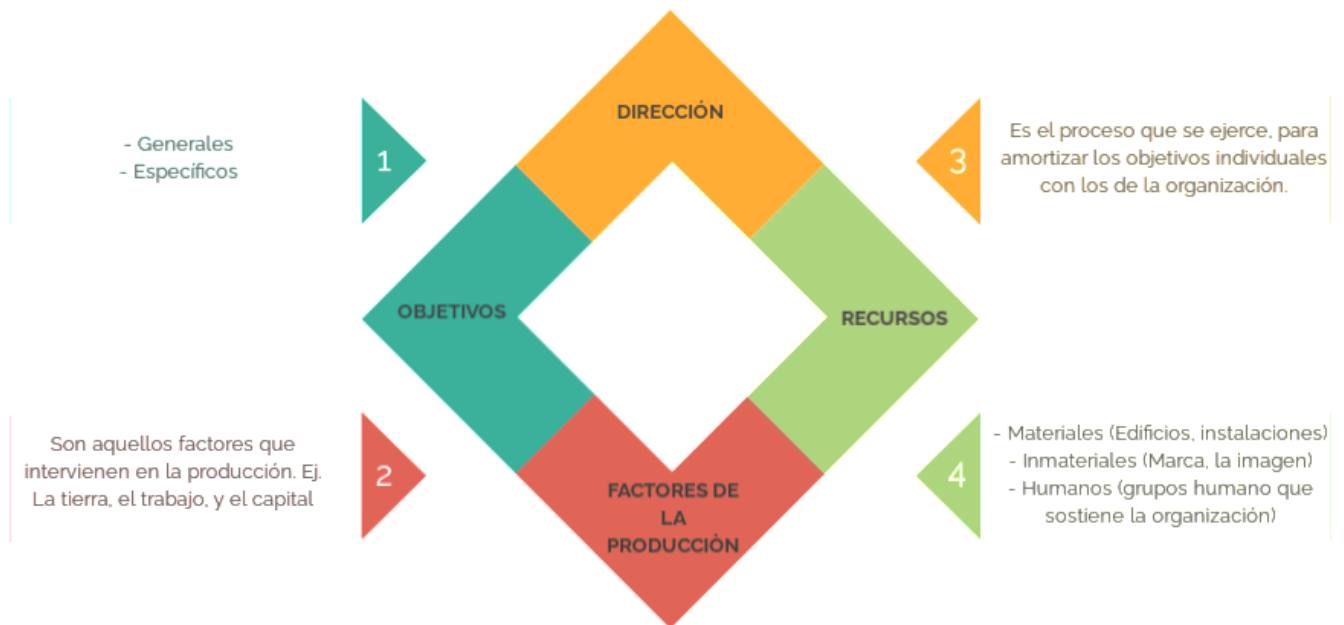 DIRECCIÓN
- Generales
- Específicos
1
3
Es el proceso que se ejerce, para
amortizar los objetivos individuales
con los de la organización.
OBJETIVOS
RECURSOS
Son aquellos factores que
intervienen en la producción. Ej.
La tierra, el trabajo, y el capital
2
FACTORES DE
LA
PRODUCCIÓN
4
- Materiales (Edificios, instalaciones)
- Inmateriales (Marca, la imagen)
- Humanos (grupos humano que
sostiene la organización)